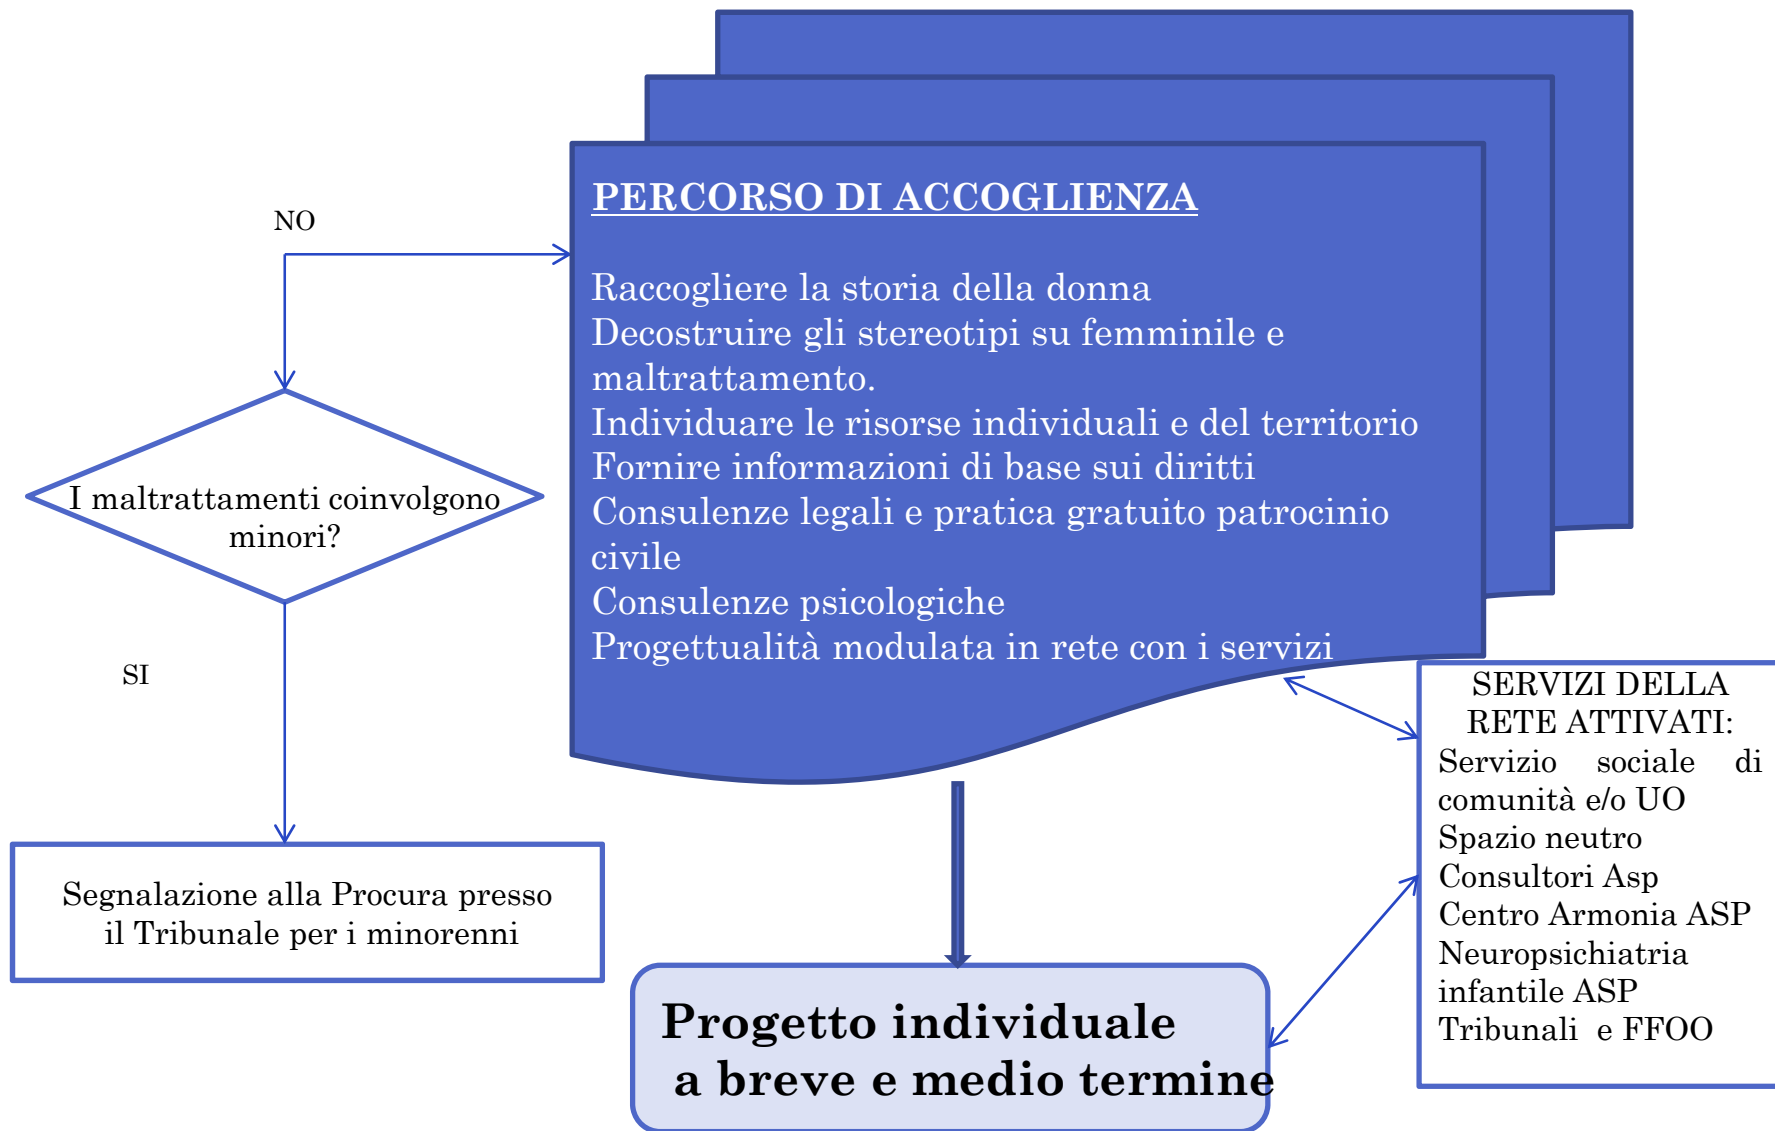 PERCORSO DI ACCOGLIENZA
Raccogliere la storia della donna
Decostruire gli stereotipi su femminile e
maltrattamento.
Individuare le risorse individuali e del territorio
Fornire informazioni di base sui diritti
Consulenze legali e pratica gratuito patrocinio
civile
Consulenze psicologiche
Progettualità modulata in rete con i servizi
NO
I maltrattamenti coinvolgono
minori?
SI
Segnalazione alla Procura presso
il Tribunale per i minorenni
SERVIZI DELLA
RETE ATTIVATI:
Servizio sociale di
comunità e/o UO
Spazio neutro
Consultori Asp
Centro Armonia ASP
Neuropsichiatria
infantile ASP
Tribunali e FFOO
Progetto individuale
a breve e medio termine